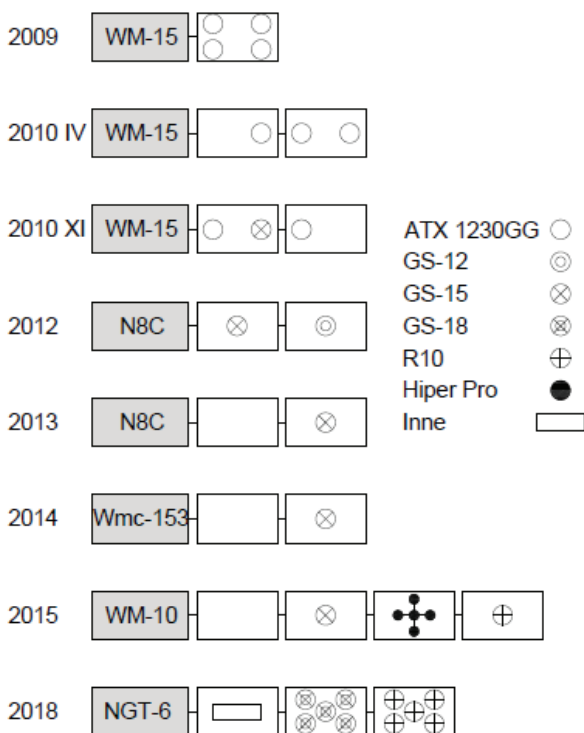 2009 WM-15
2010 IV WM-15
2010 XI WM-15
ATX 1230GG
GS-12
2012 N8C
GS-15
GS-18
R10
Hiper Pro
2013 N8C
Inne
2014 Wmc-153
2015 WM-10
2018 NGT-6